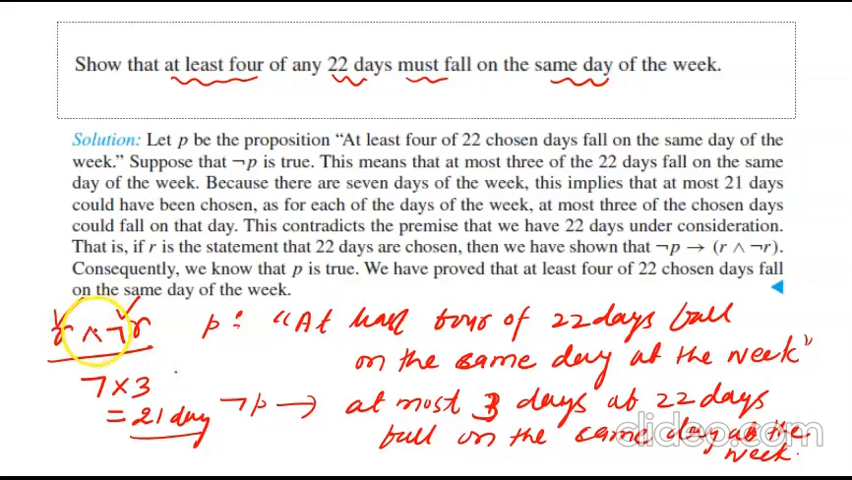 Show that at least four of any 22 days must fall on the same day of the week.
Solution: Let p be the proposition “At least four of 22 chosen days fall on the same day of the
week.” Suppose that ¬p is true. This means that at most three of the 22 days fall on the same
day of the week. Because there are seven days of the week, this implies that at most 21 days
could have been chosen, as for each of the days of the week, at most three of the chosen days
could fall on that day. This contradicts the premise that we have 22 days under consideration.
That is, if r is the statement that 22 days are chosen, then we have shown that ¬p → (r ∧ ¬r).
Consequently, we know that p is true. We have proved that at least four of 22 chosen days fall
on the same day of the week.
r ∧ ¬r
7 × 3
= 21 day
p : “At least four of 22 days fall
on the same day of the week”
¬p → at most 3 days of 22 days
fall on the same day of the
week.
clideo.com